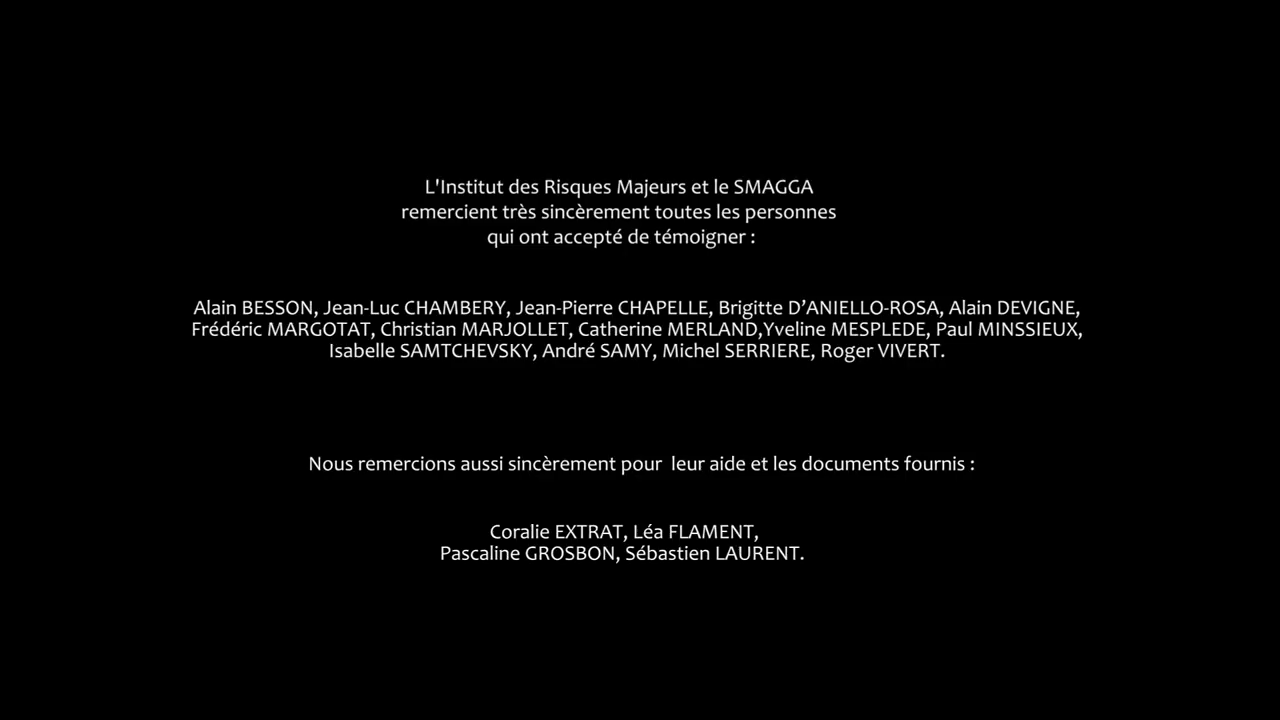 L'Institut des Risques Majeurs et le SMAGGA
remercient très sincèrement toutes les personnes
qui ont accepté de témoigner :
Alain BESSON, Jean-Luc CHAMBERY, Jean-Pierre CHAPELLE, Brigitte D’ANIELLO-ROSA, Alain DEVIGNE,
Frédéric MARGOTAT, Christian MARJOLLET, Catherine MERLAND,Yveline MESPLEDE, Paul MINSSIEUX,
Isabelle SAMTCHEVSKY, André SAMY, Michel SERRIERE, Roger VIVERT.
Nous remercions aussi sincèrement pour  leur aide et les documents fournis :
Coralie EXTRAT, Léa FLAMENT,
Pascaline GROSBON, Sébastien LAURENT.